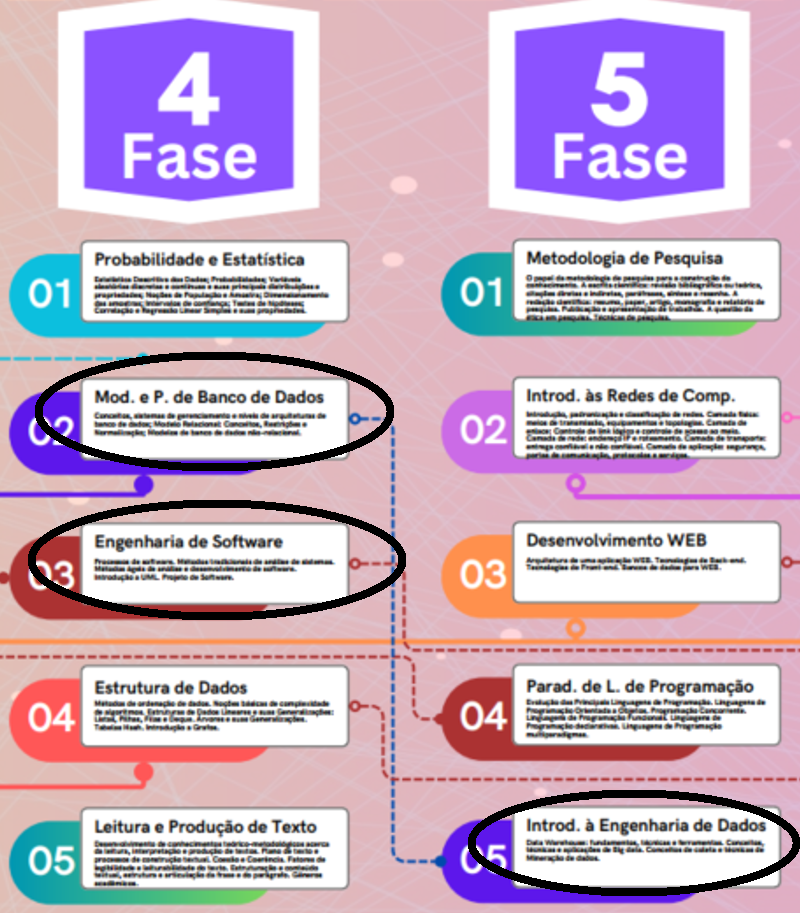 4
Fase
01
Probabilidade e Estatística
Estatística Descritiva dos Dados; Probabilidades; Variáveis
aleatórias discretas e contínuas e suas principais distribuições e
propriedades; Noções de População e Amostra; Dimensionamento
das amostras; Intervalos de confiança; Testes de hipóteses;
Correlação e Regressão Linear Simples e suas propriedades.
02
Mod. e P. de Banco de Dados
Conceitos, sistemas de gerenciamento e níveis de arquiteturas de
banco de dados; Modelo Relacional: Conceitos, Restrições e
Normalização; Modelos de banco de dados não-relacional.
03
Engenharia de Software
Processos de software. Métodos tradicionais de análise de sistemas.
Métodos ágeis de análise e desenvolvimento de software.
Introdução a UML. Projeto de Software.
04
Estrutura de Dados
Métodos de ordenação de dados. Noções básicas de complexidade
de algoritmos. Estruturas de Dados Lineares e suas Generalizações:
Listas, Pilhas, Filas e Deque. Árvores e suas Generalizações.
Tabelas Hash. Introdução a Grafos.
05
Leitura e Produção de Texto
Desenvolvimento de conhecimentos teórico-metodológicos acerca
da leitura, interpretação e produção de textos. Plano de texto e
processos de construção textual. Coesão e Coerência. Fatores de
legibilidade e leiturabilidade do texto. Estruturação e conteúdo
textual, estrutura e articulação da frase e do parágrafo. Gêneros
acadêmicos.
5
Fase
01
Metodologia de Pesquisa
O papel da metodologia de pesquisa para a construção do
conhecimento. A escrita científica: revisão bibliográfica ou teórico,
citações diretas e indiretas, paráfrases, síntese e resenha. A
redação científica: resumo, paper, artigo, monografia e relatório de
pesquisa. Publicação e apresentação de trabalhos. A questão da
ética em pesquisa. Técnicas de pesquisa.
02
Introd. às Redes de Comp.
Introdução, padronização e classificação de redes. Camada física:
meios de transmissão, equipamentos e topologias. Camada de
enlace: Controle de link lógico e controle de acesso ao meio.
Camada de rede: endereço IP e roteamento. Camada de transporte:
entrega confiável e não-confiável. Camada de aplicação: segurança,
portas de comunicação, protocolos e serviços.
03
Desenvolvimento WEB
Arquitetura de uma aplicação WEB. Tecnologias de Back-end.
Tecnologias de Front-end. Bancos de dados para WEB.
04
Parad. de L. de Programação
Evolução das Principais Linguagens de Programação. Linguagens de
Programação Orientada a Objetos. Programação Concorrente.
Linguagens de Programação Funcionais. Linguagens de
Programação declarativas. Linguagens de Programação
multiparadigmas.
05
Introd. à Engenharia de Dados
Data Warehouse: fundamentos, técnicas e ferramentas. Conceitos,
técnicas e aplicações de Big data. Conceitos de coleta e técnicas de
Mineração de dados.